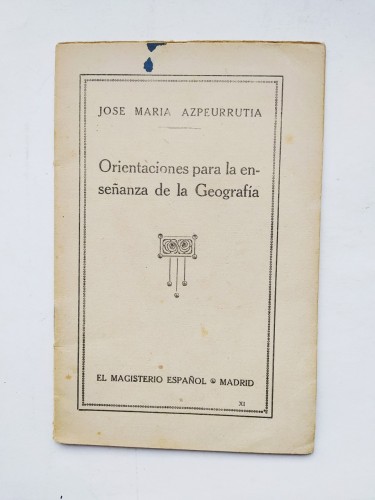 JOSE MARIA AZPEURRUTIA
Orientaciones para la en-
señanza de la Geografía
EL MAGISTERIO ESPAÑOL MADRID
XI